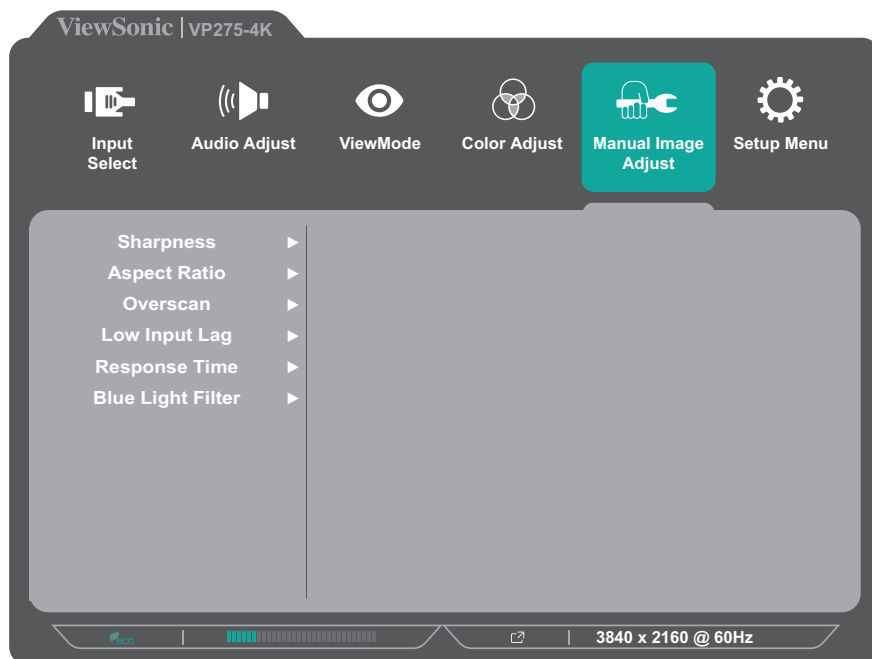 ViewSonic | VP275-4K
Input
Select
Audio Adjust
ViewMode
Color Adjust
Manual Image
Adjust
Setup Menu
Sharpness
Aspect Ratio
Overscan
Low Input Lag
Response Time
Blue Light Filter
eco
3840 x 2160 @ 60Hz